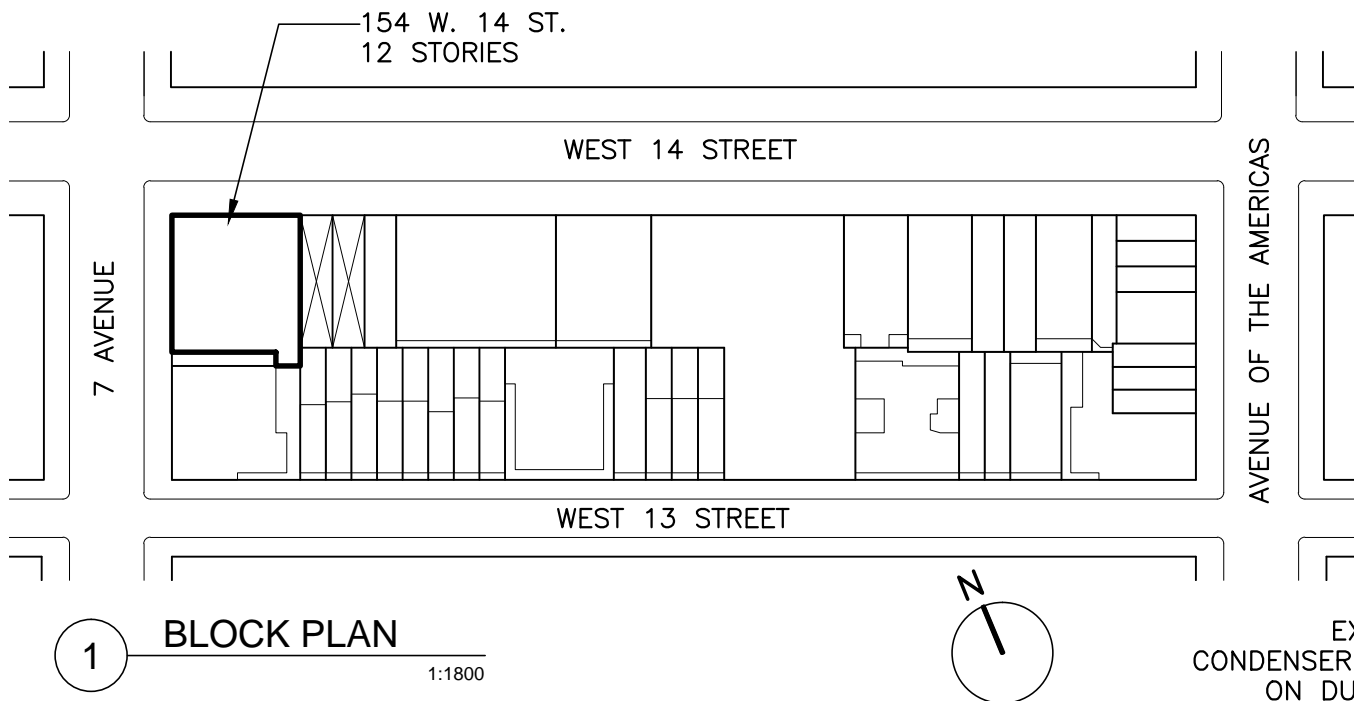 154 W. 14 ST.
12 STORIES
WEST 14 STREET
7 AVENUE
AVENUE OF THE AMERICAS
WEST 13 STREET
1
BLOCK PLAN
1:1800
N
CONDENSER